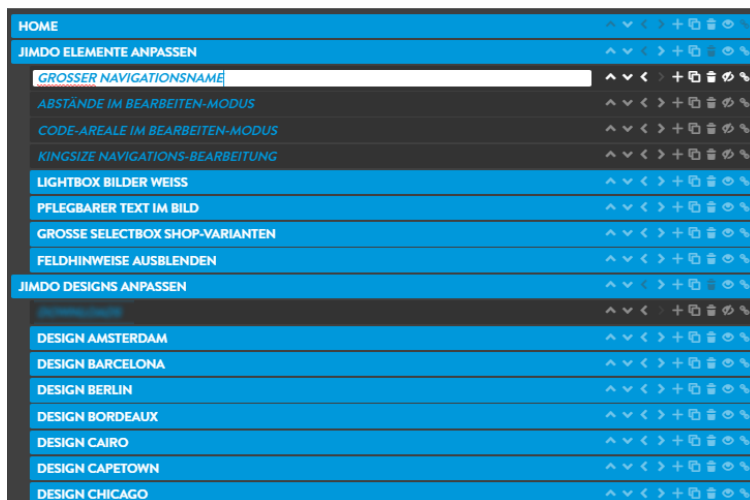 HOME
JIMDO ELEMENTE ANPASSEN
GROSSER NAVIGATIONSNAME
ABSTÄNDE IM BEARBEITEN-MODUS
CODE-AREALE IM BEARBEITEN-MODUS
KINGSIZE NAVIGATIONS-BEARBEITUNG
LIGHTBOX BILDER WEISS
PFLEGBARER TEXT IM BILD
GROSSE SELECTBOX SHOP-VARIANTEN
FELDHINWEISE AUSBLENDEN
JIMDO DESIGNS ANPASSEN
DESIGN AMSTERDAM
DESIGN BARCELONA
DESIGN BERLIN
DESIGN BORDEAUX
DESIGN CAIRO
DESIGN CAPETOWN
DESIGN CHICAGO